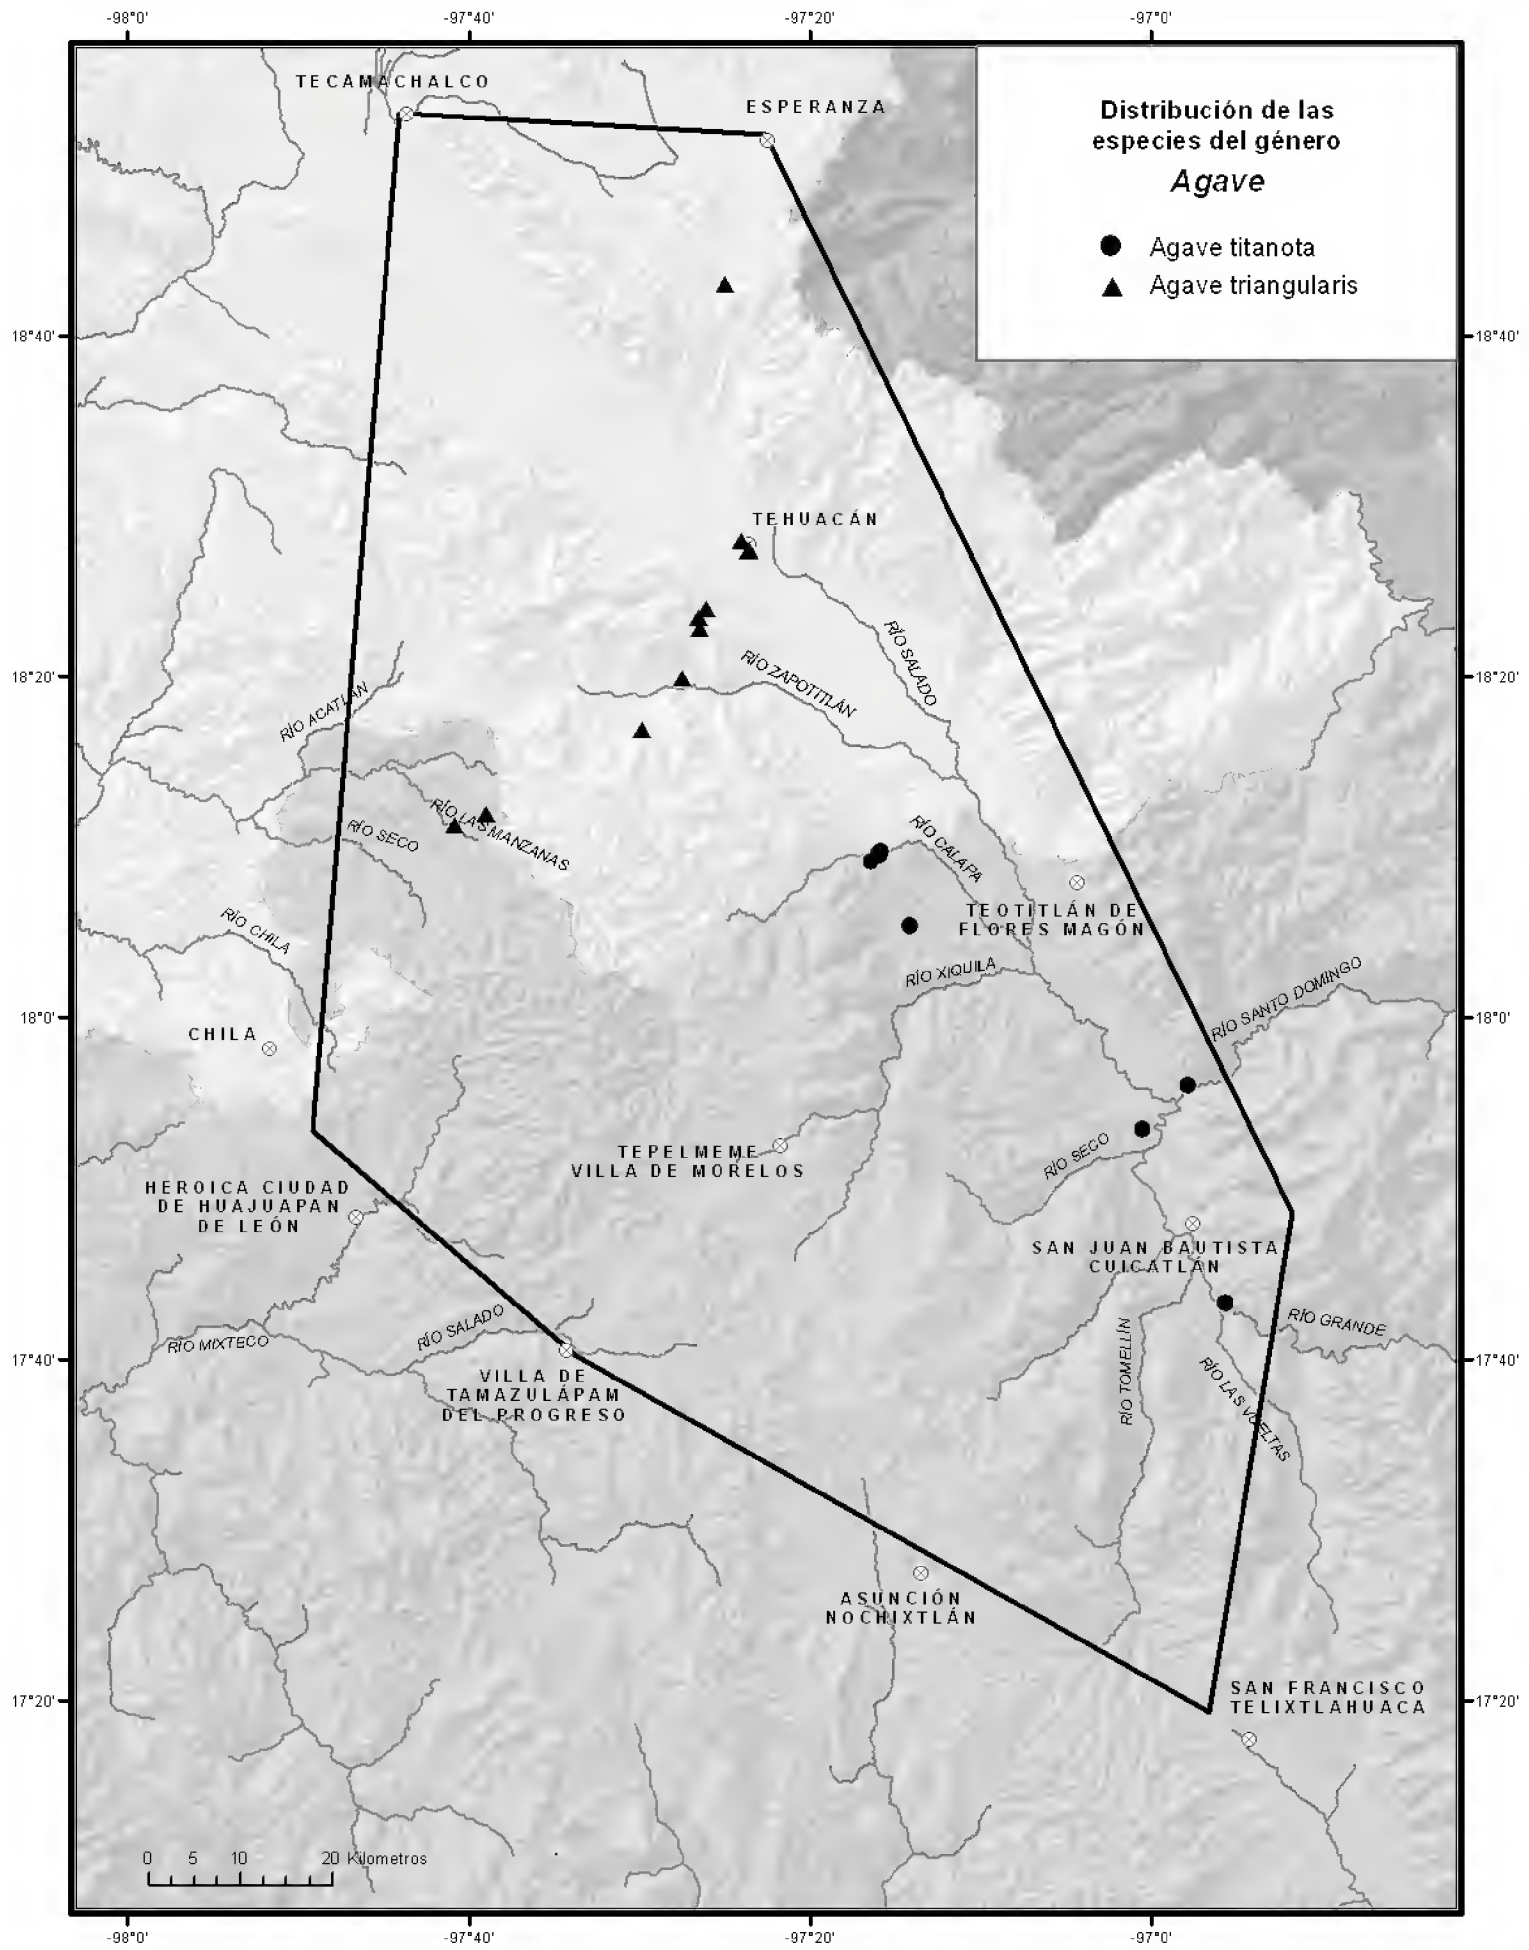 -98°0'
-97°40'
-97°20'
-97°0'
TECAMACHALCO
ESPERANZA
Distribución de las
especies del género
Agave
Agave titanota
Agave triangularis
18°40'
18°40'
TEHUACÁN
RÍO SALADO
RÍO ZAPOTITLÁN
18°20'
18°20'
RÍO ACATLÁN
RÍO LAS MANZANAS
RÍO SECO
RÍO CALAPA
TEOTITLÁN DE
FLORES MAGÓN
RÍO CHILA
RÍO XIQUILA
RÍO SANTO DOMINGO
18°0'
18°0'
CHILA
TEPELMEME
VILLA DE MORELOS
RÍO SECO
HEROICA CIUDAD
DE HUAJUAPAN
DE LEÓN
SAN JUAN BAUTISTA
CUICATLÁN
RÍO MIXTECO
RÍO SALADO
RÍO GRANDE
17°40'
17°40'
RÍO TOMELLÍN
RÍO LAS VUELTAS
VILLA DE
TAMAZULÁPAM
DEL PROGRESO
ASUNCIÓN
NOCHIXTLÁN
SAN FRANCISCO
TELIXTLAHUACA
17°20'
17°20'
0 5 10 20 Kilometros
-98°0'
-97°40'
-97°20'
-97°0'